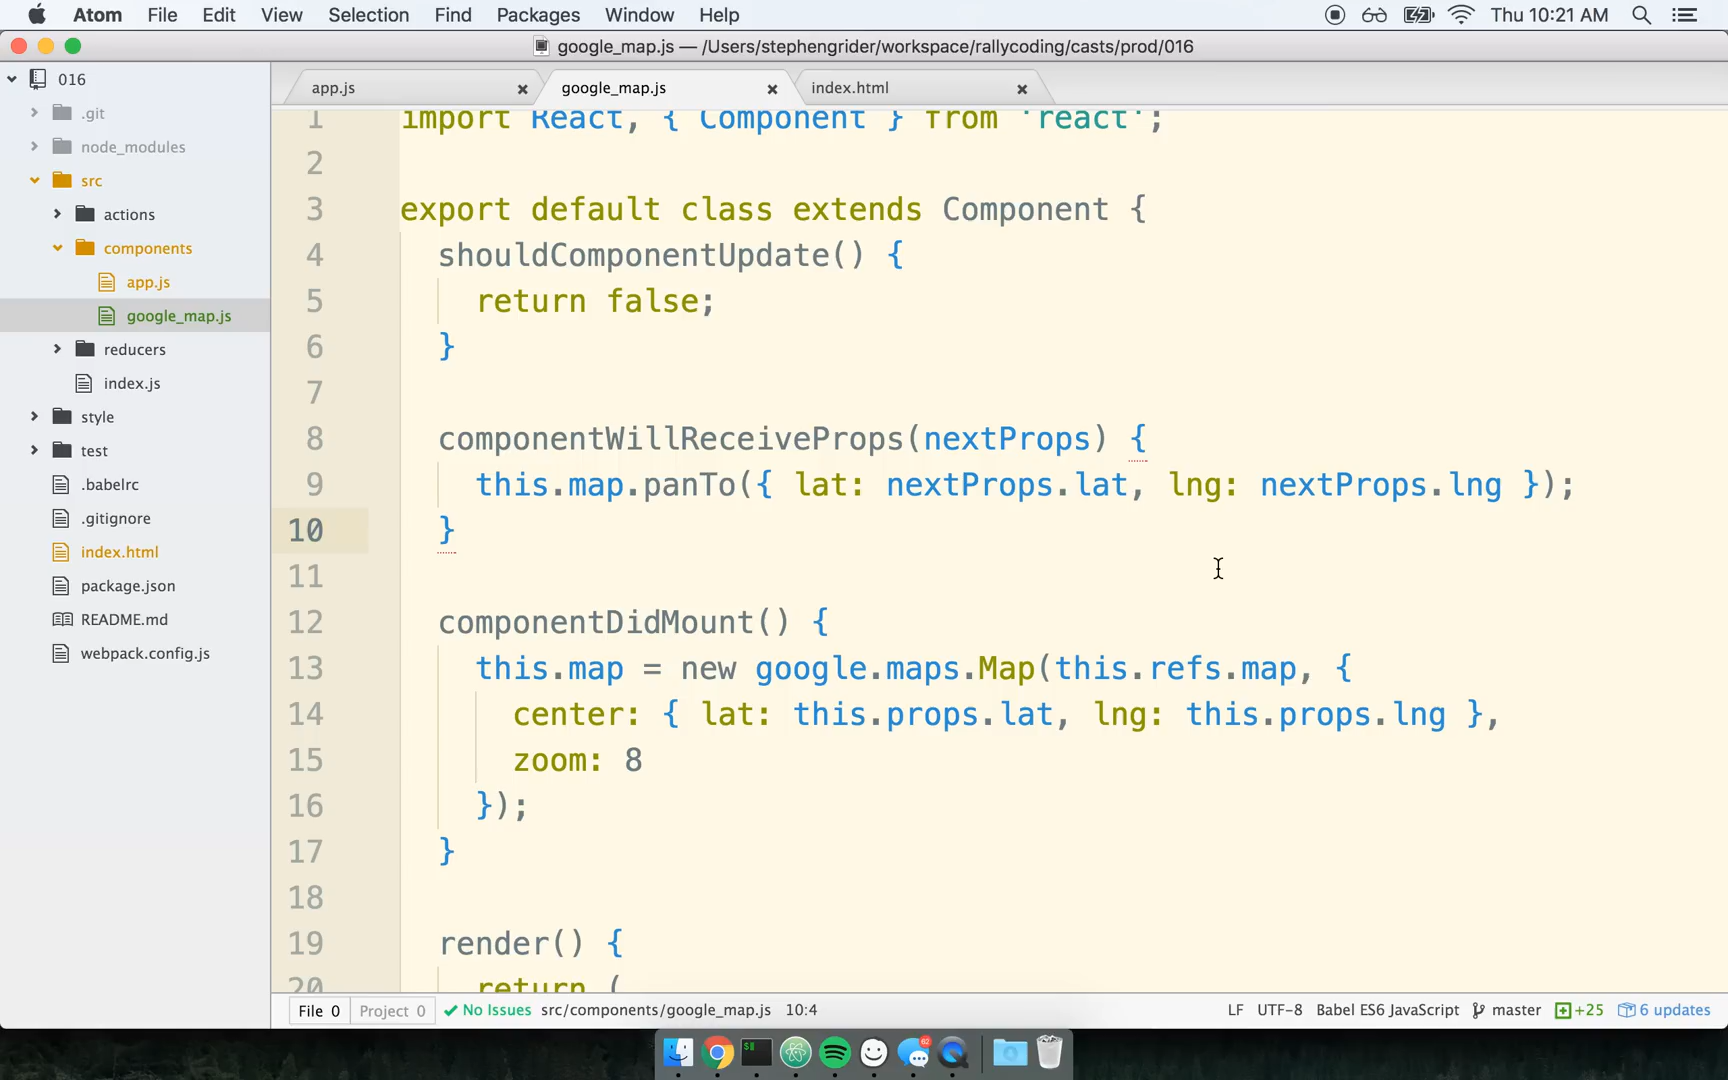 Atom File Edit View Selection Find Packages Window Help Thu 10:21 AM
google_map.js — /Users/stephengrider/workspace/rallycoding/casts/prod/016
016
.git
node_modules
src
actions
components
app.js
google_map.js
reducers
index.js
style
test
.babelrc
.gitignore
index.html
package.json
README.md
webpack.config.js
app.js google_map.js index.html
1 import React, { Component } from 'react';
2
3 export default class extends Component {
4 shouldComponentUpdate() {
5 return false;
6 }
7
8 componentWillReceiveProps(nextProps) {
9 this.map.panTo({ lat: nextProps.lat, lng: nextProps.lng });
10 }
11
12 componentDidMount() {
13 this.map = new google.maps.Map(this.refs.map, {
14 center: { lat: this.props.lat, lng: this.props.lng },
15 zoom: 8
16 });
17 }
18
19 render() {
20 return (
File 0 Project 0 No Issues src/components/google_map.js 10:4 LF UTF-8 Babel ES6 JavaScript master +25 6 updates
62